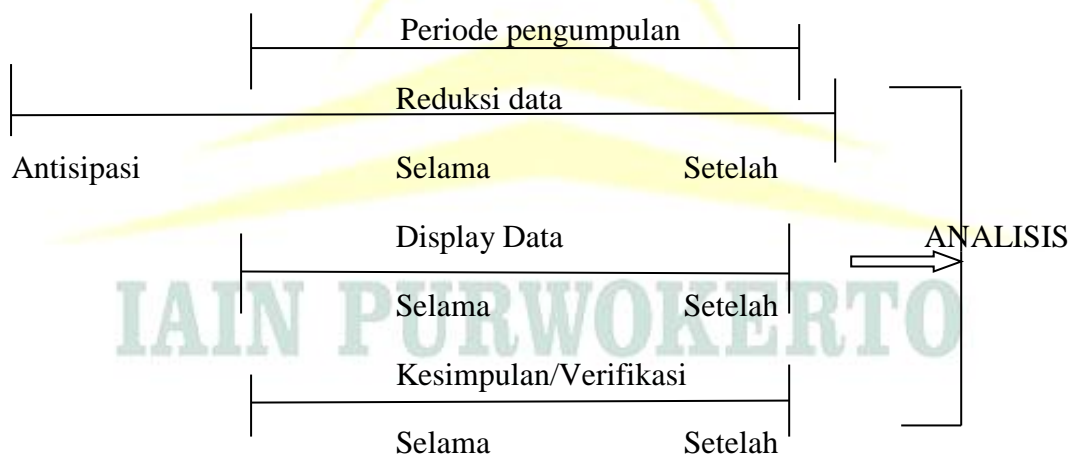 Periode pengumpulan
Reduksi data
Antisipasi Selama Setelah
Display Data
ANALISIS
IAIN PURWOKERTO
Selama Setelah
Kesimpulan/Verifikasi
Selama Setelah